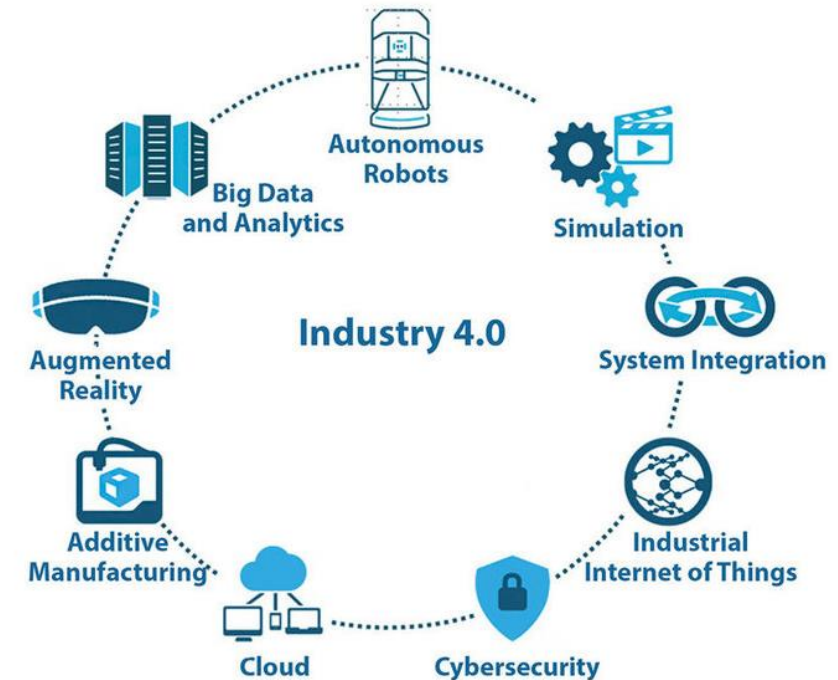 Autonomous
Robots
Big Data
and Analytics
Simulation
Industry 4.0
Augmented
Reality
System Integration
Additive
Manufacturing
Industrial
Internet of Things
Cloud
Cybersecurity